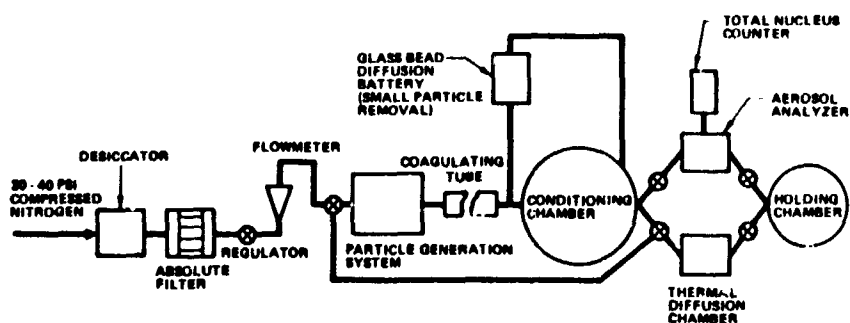 TOTAL NUCLEUS
COUNTER
GLASS BEAD
DIFFUSION
BATTERY
(SMALL PARTICLE
REMOVAL)
AEROSOL
ANALYZER
DESICCATOR
FLOWMETER
COAGULATING
TUBE
30 - 40 PSI
COMPRESSED
NITROGEN
CONDITIONING
CHAMBER
HOLDING
CHAMBER
REGULATOR
PARTICLE GENERATION
SYSTEM
ABSOLUTE
FILTER
THERMAL
DIFFUSION
CHAMBER